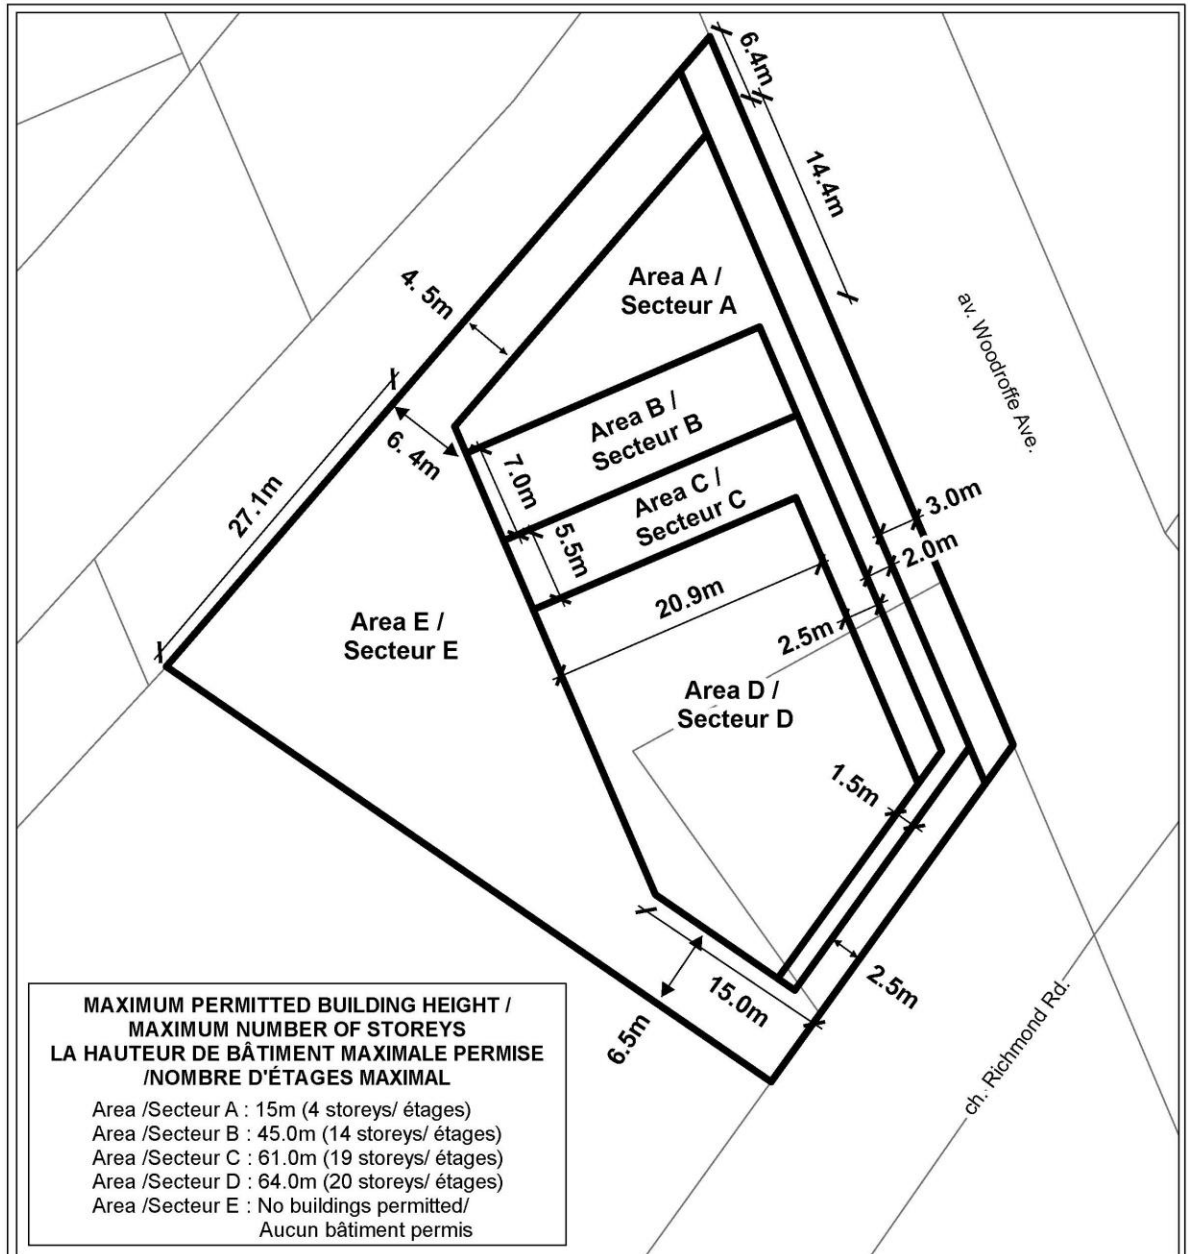 6.4m
14.4m
Area A /
Secteur A
4. 5m
av. Woodroffe Ave.
6. 4m
Area B /
Secteur B
7.0m
27.1m
Area C /
Secteur C
5.5m
3.0m
2.0m
20.9m
2.5m
Area E /
Secteur E
Area D /
Secteur D
1.5m
2.5m
15.0m
6.5m
ch. Richmond Rd.
MAXIMUM PERMITTED BUILDING HEIGHT /
MAXIMUM NUMBER OF STOREYS
LA HAUTEUR DE BÂTIMENT MAXIMALE PERMISE
/NOMBRE D'ÉTAGES MAXIMAL
Area /Secteur A : 15m (4 storeys/ étages)
Area /Secteur B : 45.0m (14 storeys/ étages)
Area /Secteur C : 61.0m (19 storeys/ étages)
Area /Secteur D : 64.0m (20 storeys/ étages)
Area /Secteur E : No buildings permitted/
Aucun bâtiment permis